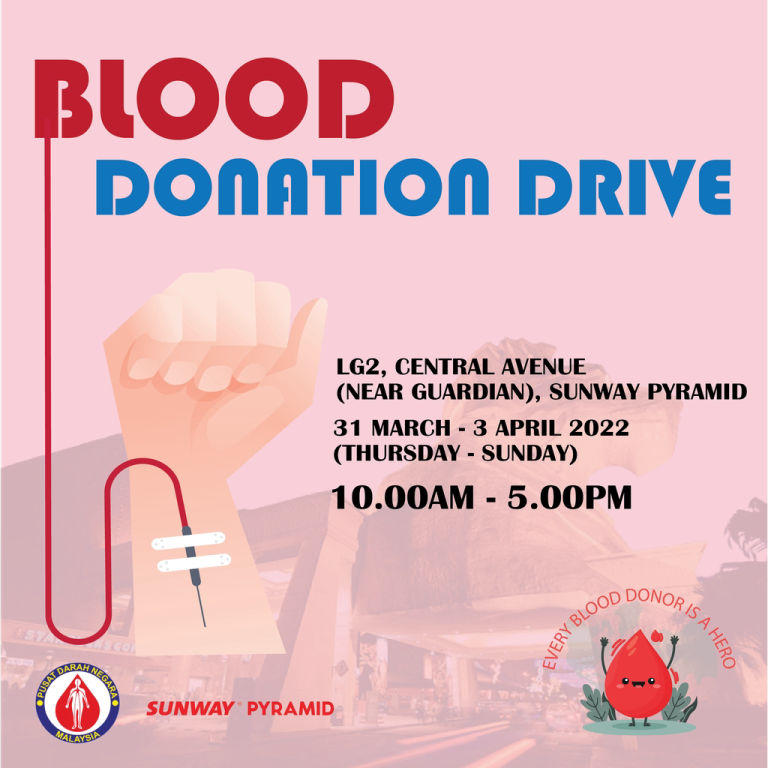 BLOOD
DONATION DRIVE
LG2, CENTRAL AVENUE
(NEAR GUARDIAN), SUNWAY PYRAMID
31 MARCH - 3 APRIL 2022
(THURSDAY - SUNDAY)
10.00AM - 5.00PM
EVERY BLOOD DONOR IS A HERO
PUSAT DARAH NEGARA
MALAYSIA
SUNWAY® PYRAMID